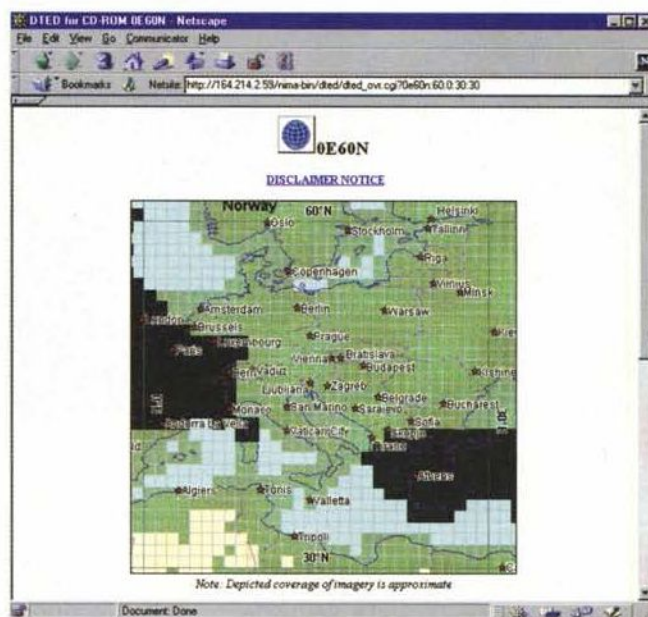 DTED for CD-ROM 0E60N - Netscape
File Edit View Go Communicator Help
Bookmarks Netsite: http://164.214.2.59/nima-bin/dted/dted_ovr.cgi?0e60n:60:0:30:30
0E60N
DISCLAIMER NOTICE
Norway 60°N Helsinki
Oslo Stockholm Tallinn
Riga
Copenhagen Vilnius
Minsk
Amsterdam Berlin Warsaw
London
Brussels
Luxembourg Prague
Paris
Vienna Bratislava
Bern Vaduz Budapest
Ljubljana Zagreb
Belgrade
Monaco San Marino Sarajevo Bucharest
Andorra La Vella Vatican City Sofia
Skopje
Athens
Algiers Tunis
Valletta
Tripoli
30°N
Note: Depicted coverage of imagery is approximate
Document: Done